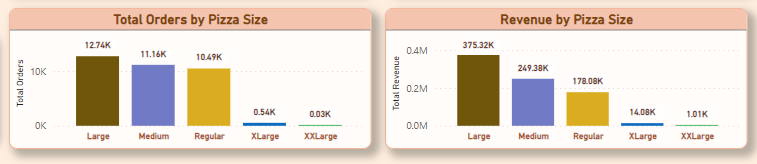 Total Orders by Pizza Size
Total Orders
10K
0K
12.74K
11.16K
10.49K
0.54K
0.03K
Large Medium Regular XLarge XXLarge
Revenue by Pizza Size
Total Revenue
0.4M
0.2M
0.0M
375.32K
249.38K
178.08K
14.08K
1.01K
Large Medium Regular XLarge XXLarge